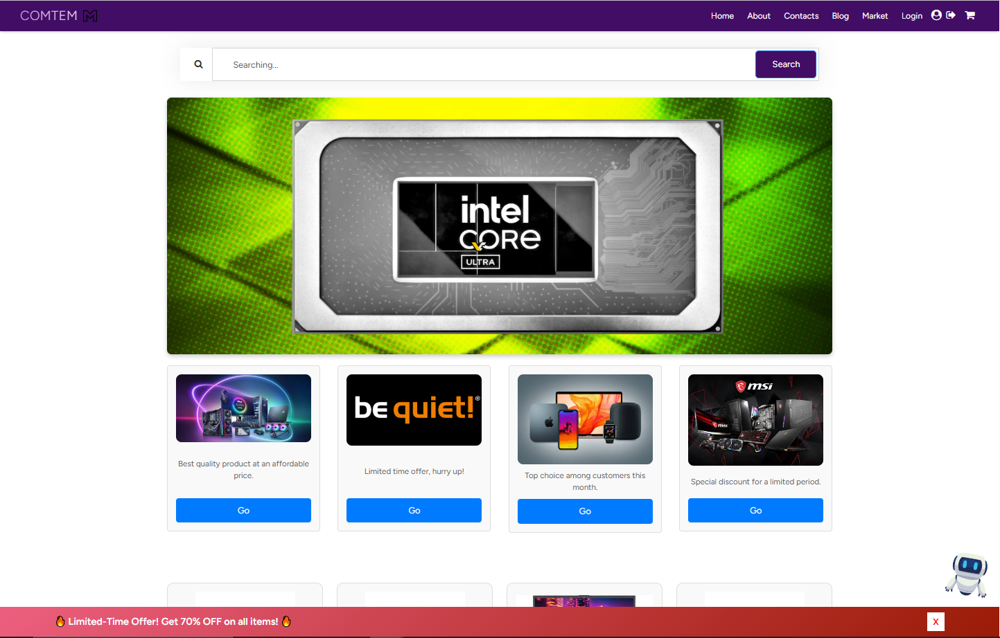 COMTEM M
Home About Contacts Blog Market Login
Searching...
Search
intel
CORE
ULTRA
be quiet!®
msi
msi
Best quality product at an affordable
price.
Limited time offer, hurry up!
Top choice among customers this
month.
Special discount for a limited period.
Go
Go
Go
Go
🔥 Limited-Time Offer! Get 70% OFF on all items! 🔥
X